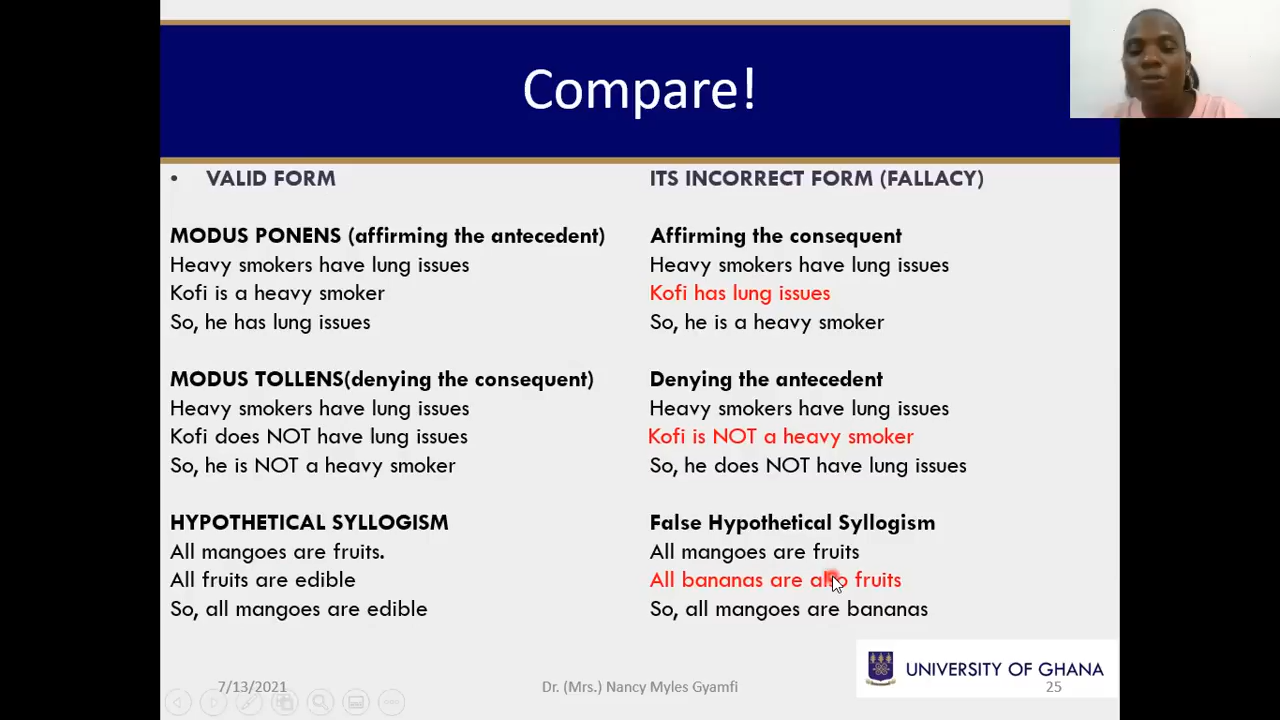 Compare!
• VALID FORM
MODUS PONENS (affirming the antecedent)
Heavy smokers have lung issues
Kofi is a heavy smoker
So, he has lung issues
MODUS TOLLENS(denying the consequent)
Heavy smokers have lung issues
Kofi does NOT have lung issues
So, he is NOT a heavy smoker
HYPOTHETICAL SYLLOGISM
All mangoes are fruits.
All fruits are edible
So, all mangoes are edible
ITS INCORRECT FORM (FALLACY)
Affirming the consequent
Heavy smokers have lung issues
Kofi has lung issues
So, he is a heavy smoker
Denying the antecedent
Heavy smokers have lung issues
Kofi is NOT a heavy smoker
So, he does NOT have lung issues
False Hypothetical Syllogism
All mangoes are fruits
All bananas are also fruits
So, all mangoes are bananas
UNIVERSITY OF GHANA
7/13/2021
Dr. (Mrs.) Nancy Myles Gyamfi
25